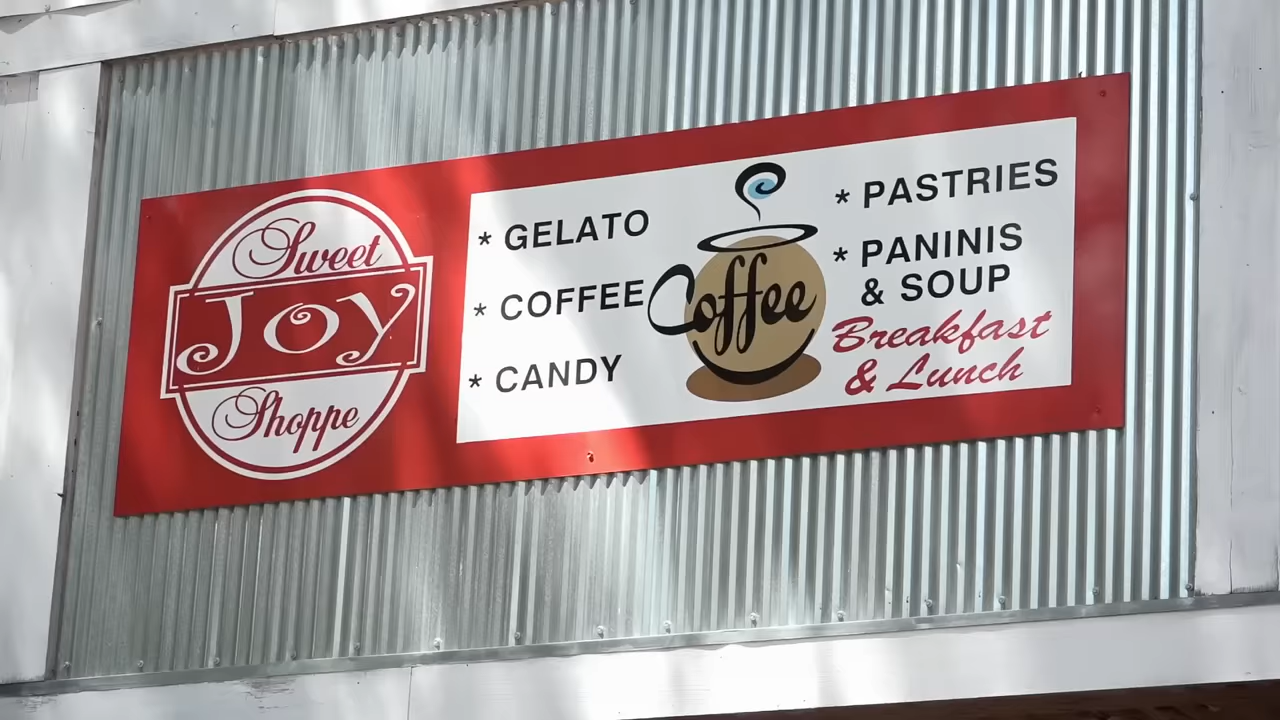 Sweet
Joy
Shoppe
* GELATO
* COFFEE
* CANDY
Coffee
* PASTRIES
* PANINIS
& SOUP
Breakfast
& Lunch